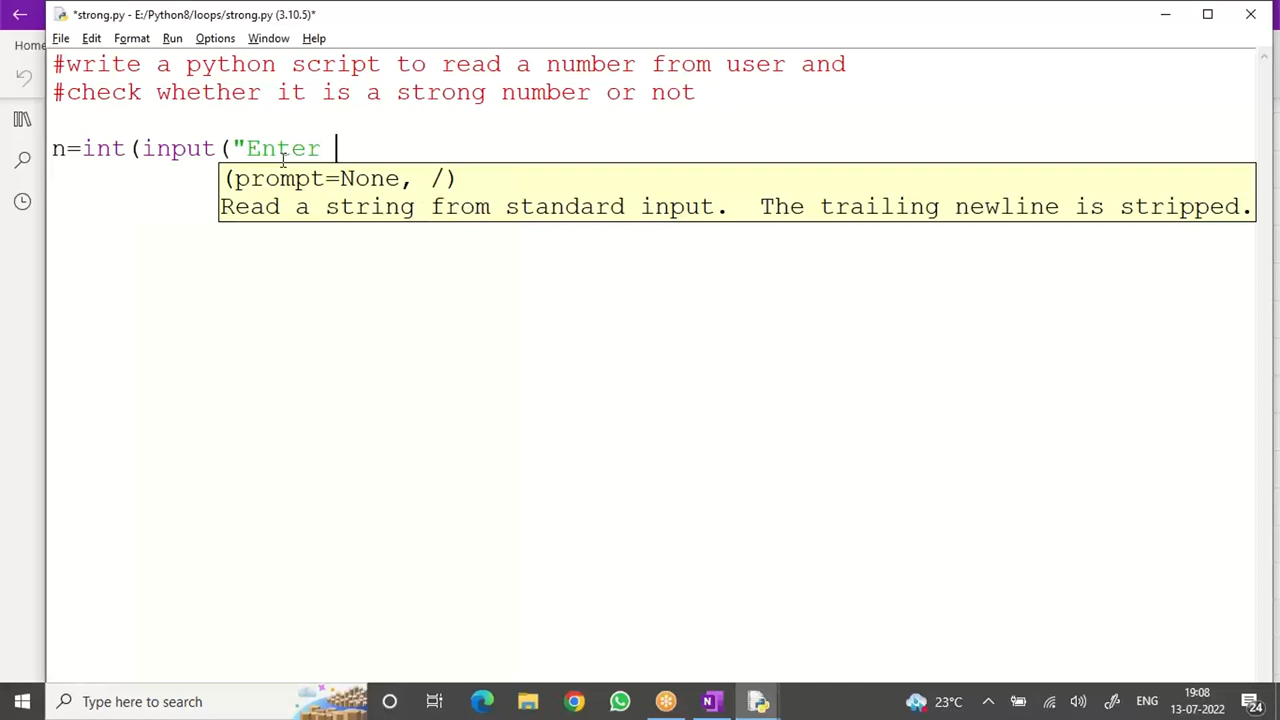 *strong.py - E:/Python8/loops/strong.py (3.10.5)*
File Edit Format Run Options Window Help
Home
#write a python script to read a number from user and
#check whether it is a strong number or not
n=int(input("Enter
(prompt=None, /)
Read a string from standard input.  The trailing newline is stripped.
Type here to search
23°C
ENG
19:08
13-07-2022
24